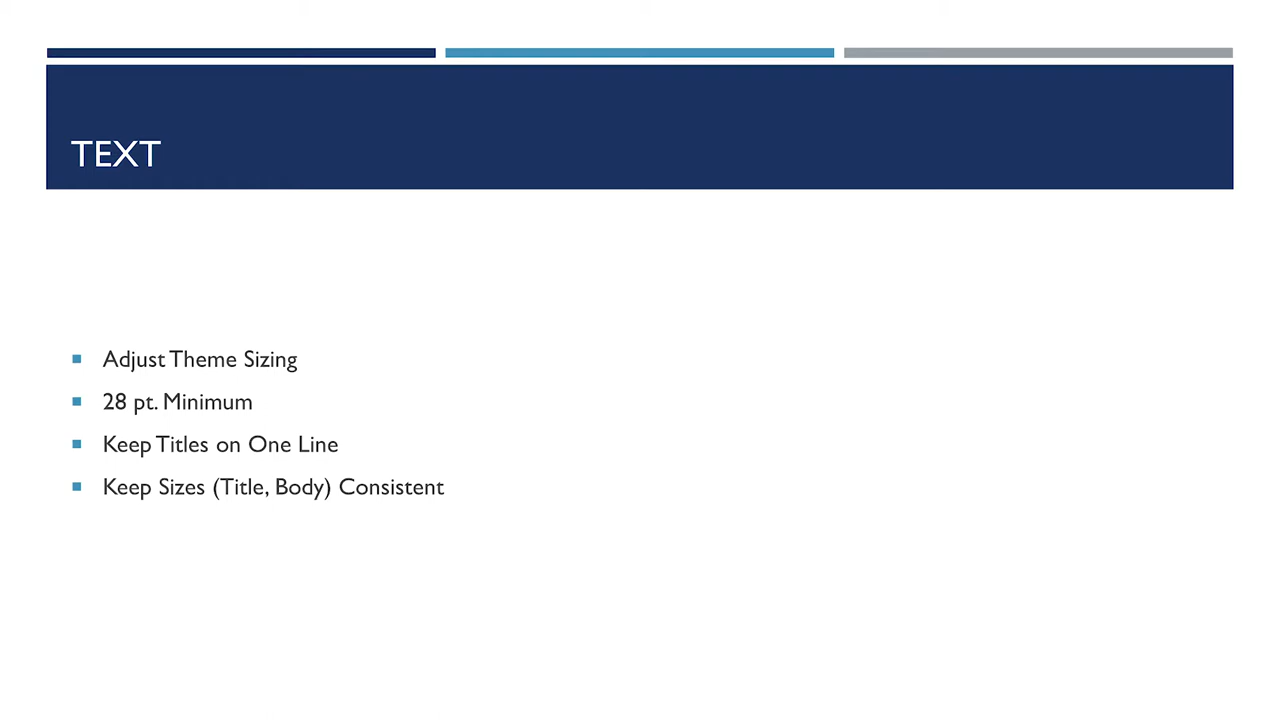 TEXT
Adjust Theme Sizing
28 pt. Minimum
Keep Titles on One Line
Keep Sizes (Title, Body) Consistent